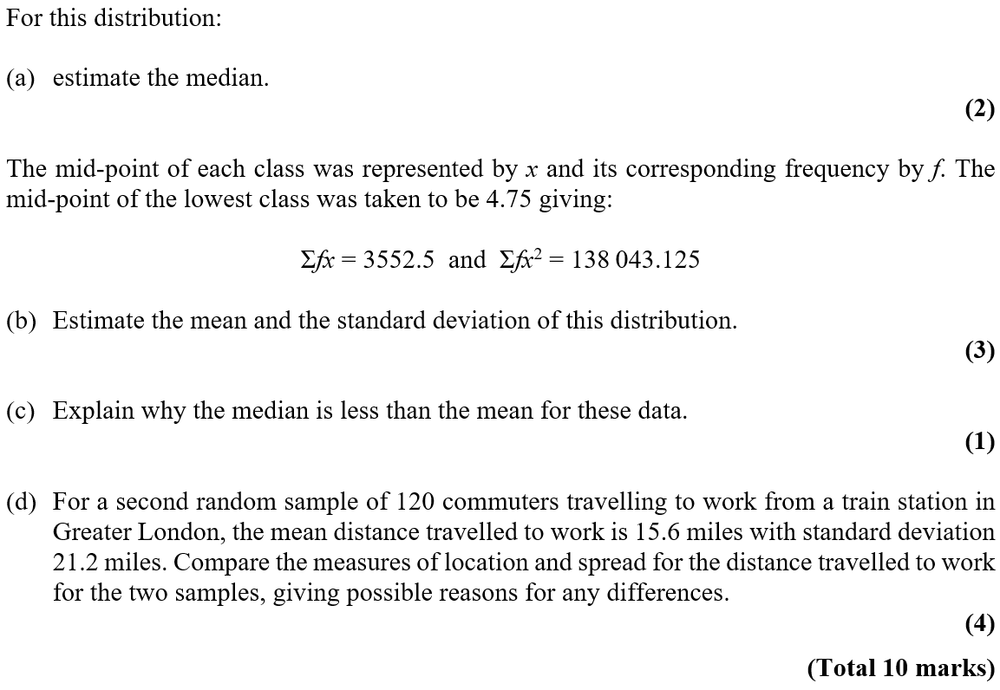 For this distribution:
(a) estimate the median.
(2)
The mid-point of each class was represented by x and its corresponding frequency by f. The
mid-point of the lowest class was taken to be 4.75 giving:
Σfx = 3552.5 and Σfx² = 138 043.125
(b) Estimate the mean and the standard deviation of this distribution.
(3)
(c) Explain why the median is less than the mean for these data.
(1)
(d) For a second random sample of 120 commuters travelling to work from a train station in
Greater London, the mean distance travelled to work is 15.6 miles with standard deviation
21.2 miles. Compare the measures of location and spread for the distance travelled to work
for the two samples, giving possible reasons for any differences.
(4)
(Total 10 marks)